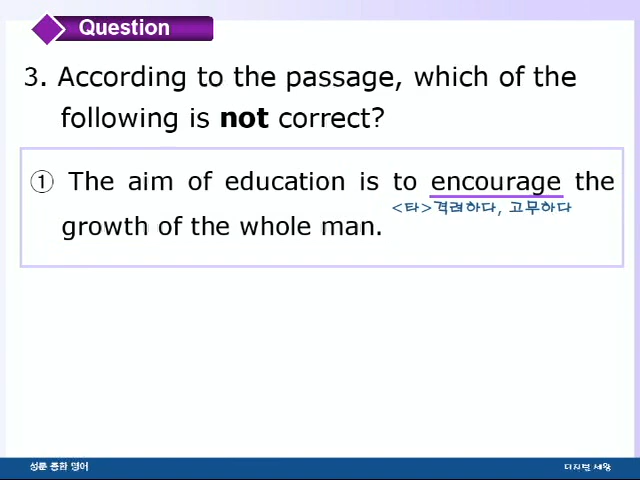 Question
3. According to the passage, which of the
following is not correct?
① The aim of education is to encourage the
<타>격려하다, 고무하다
growth of the whole man.
성문 종합 영어
디지털 세왕